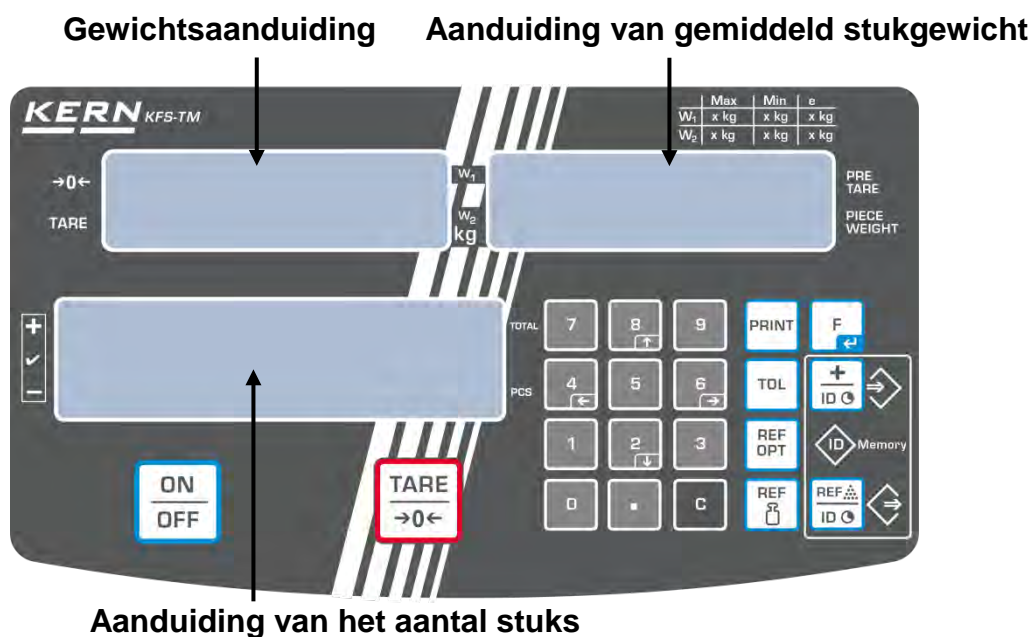 Gewichtsaanduiding Aanduiding van gemiddeld stukgewicht
KERN KFS-TM
Max Min e
W₁ x kg x kg x kg
W₂ x kg x kg x kg
→0← W₁ PRE TARE
TARE W₂ kg PIECE WEIGHT
+ TOTAL 7 8 ↑ 9 PRINT F ↵
✓
− PCS 4 ← 5 6 → TOL + ID
1 2 ↓ 3 REF OPT ID Memory
ON OFF TARE →0← 0 . C REF REF ID
Aanduiding van het aantal stuks